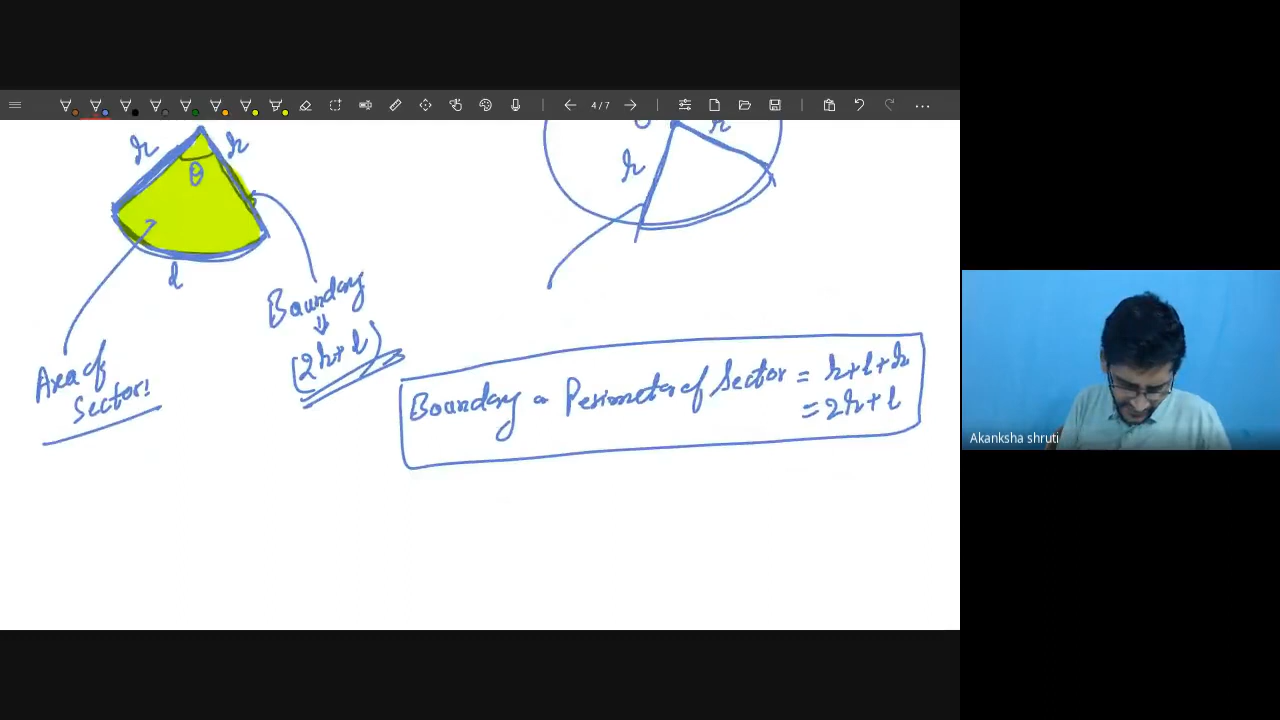 4 / 7
r r
θ
l
r
r
Boundary
⇓
(2r+l)
Area of
Sector!
Boundary or Perimeter of Sector = r+l+r
= 2r+l
Akanksha shruti